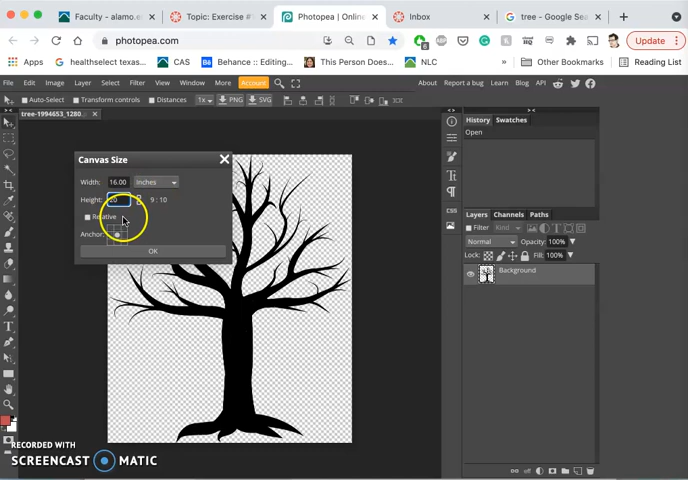 Faculty - alamo.e
Topic: Exercise #
Photopea | Online
Inbox
tree - Google Sea
photopea.com
6
Update
Apps
healthselect texas...
CAS
Behance :: Editing...
This Person Does...
NLC
Other Bookmarks
Reading List
File Edit Image Layer Select Filter View Window More Account
About Report a bug Learn Blog API
Auto-Select Transform controls Distances 1x PNG SVG
tree-1994653_1280...
Canvas Size
Width: 16.00 Inches
Height: 20 9 : 10
Relative
Anchor:
OK
History Swatches
Open
CSS
Layers Channels Paths
Filter Kind
Normal Opacity: 100%
Lock: Fill: 100%
Background
RECORDED WITH
SCREENCAST MATIC